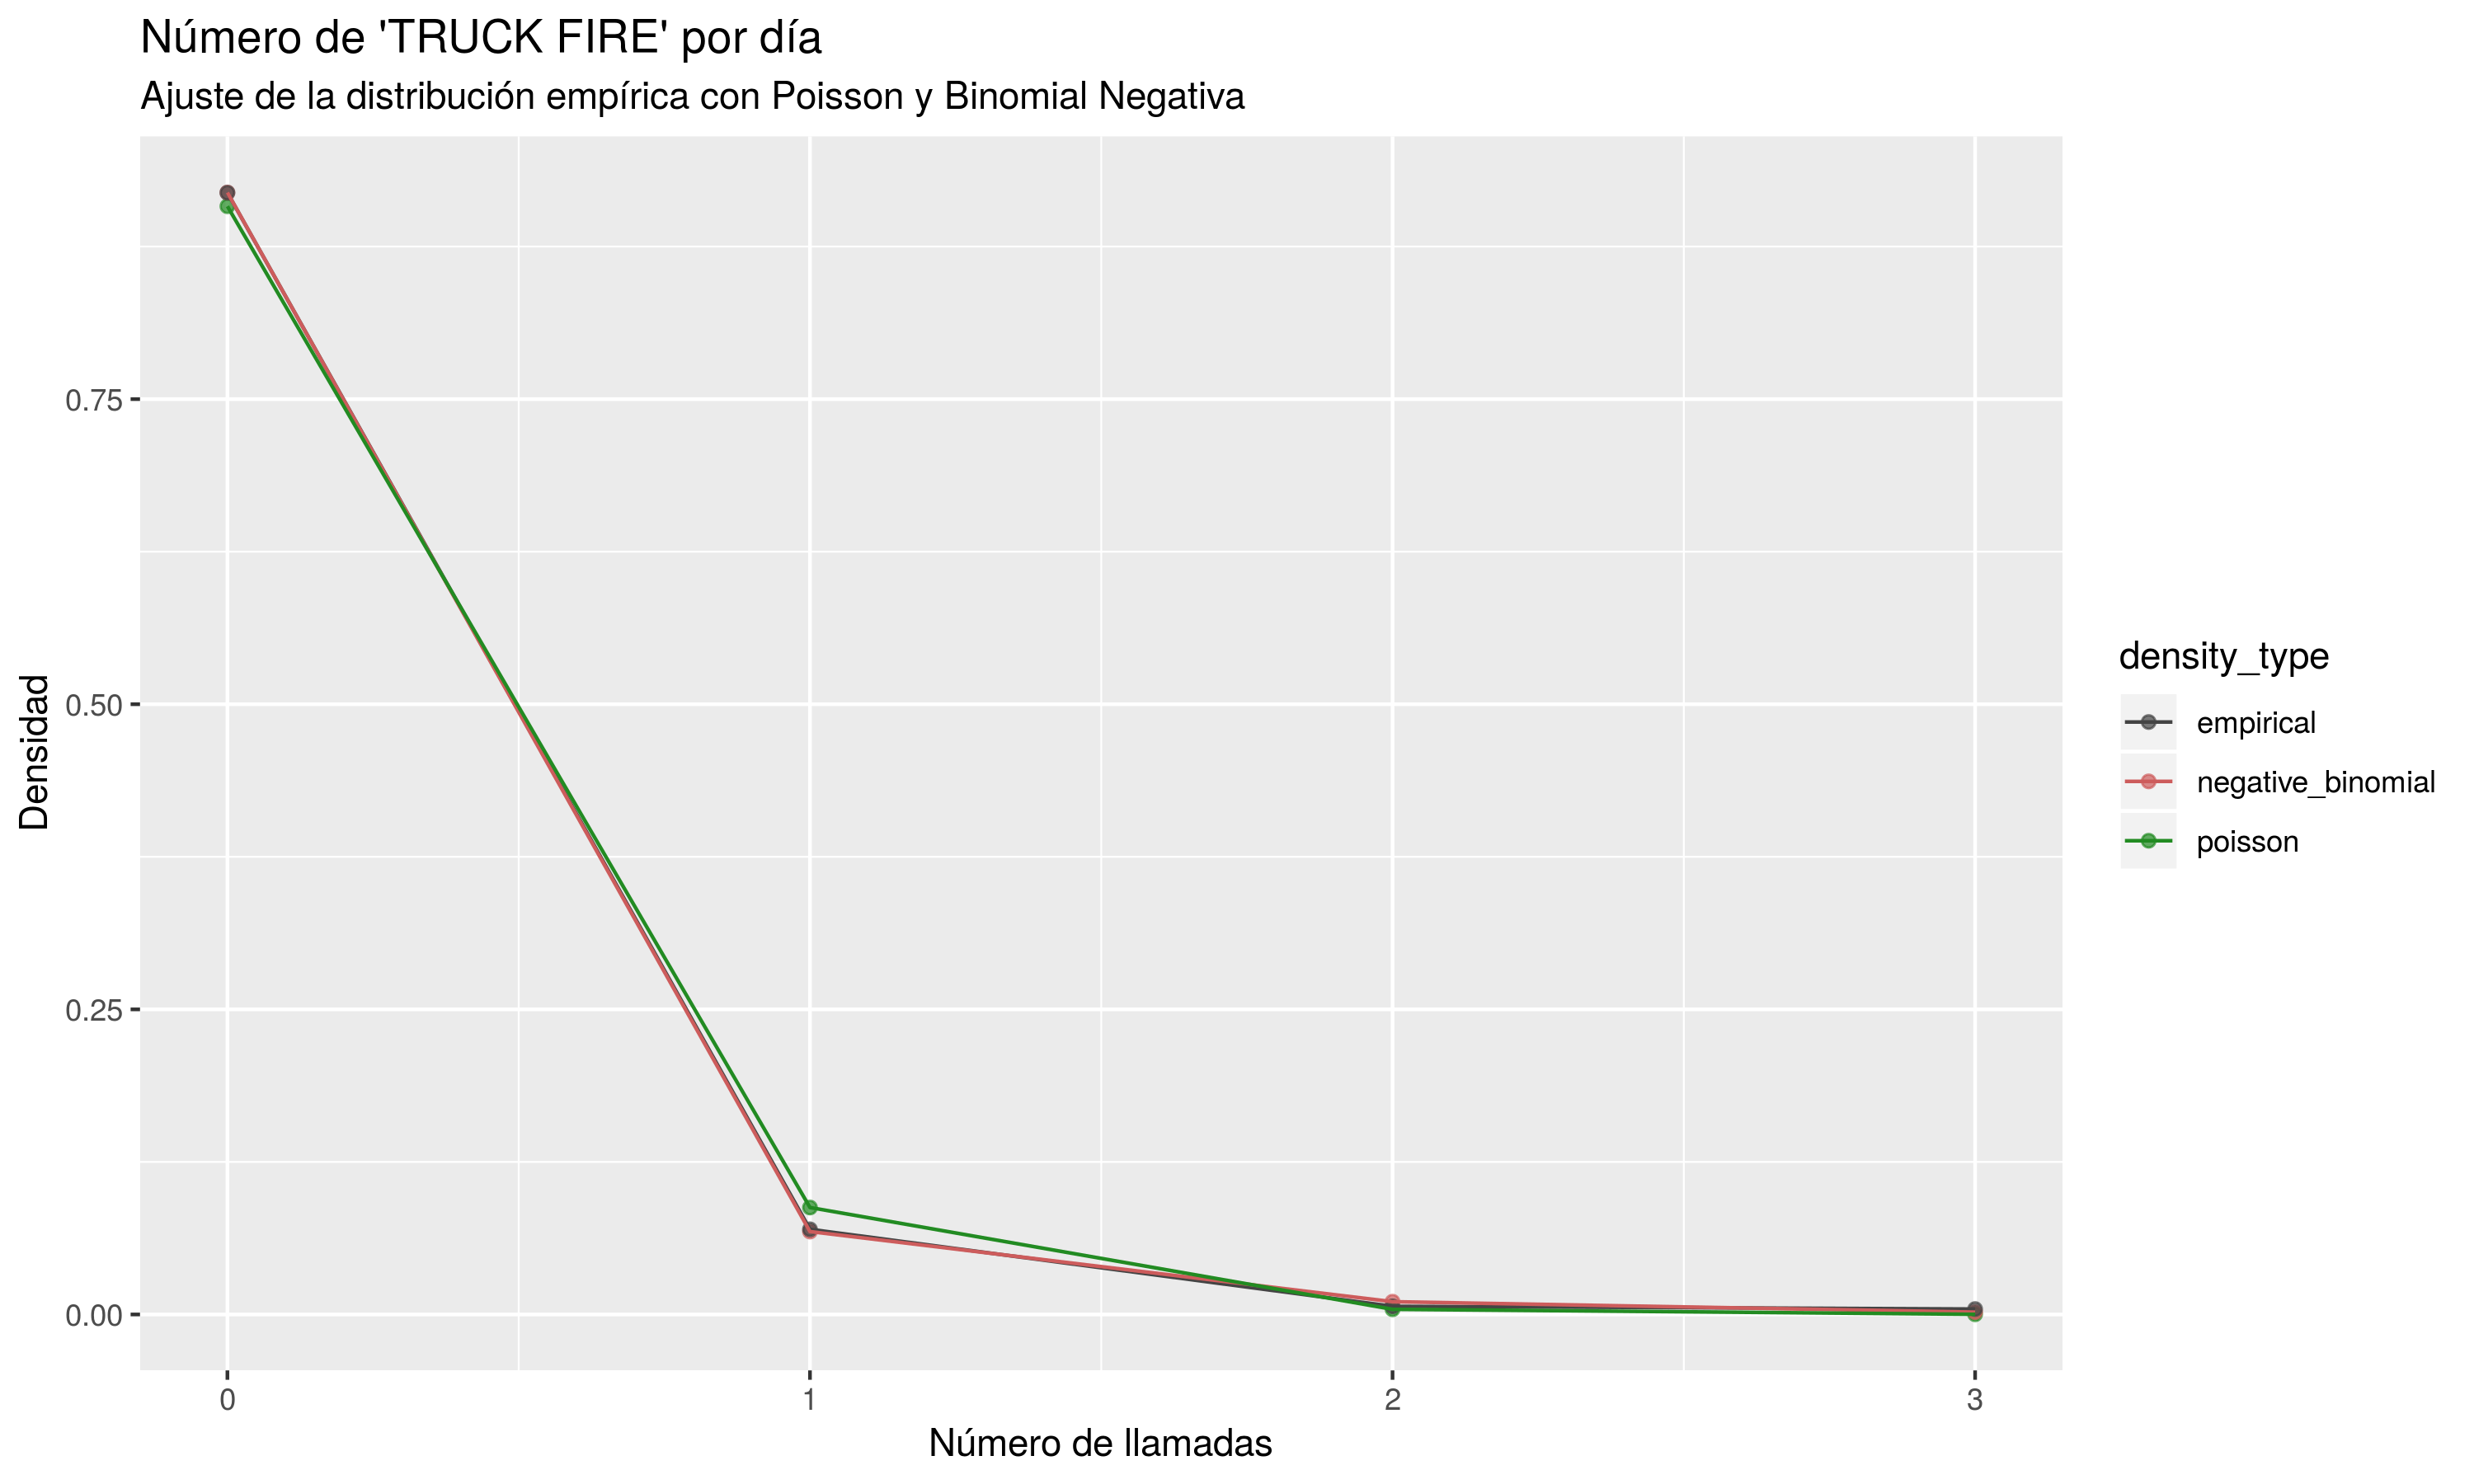 Número de 'TRUCK FIRE' por día
Ajuste de la distribución empírica con Poisson y Binomial Negativa
Densidad
0.75
0.50
0.25
0.00
0
1
2
3
Número de llamadas
density_type
empirical
negative_binomial
poisson